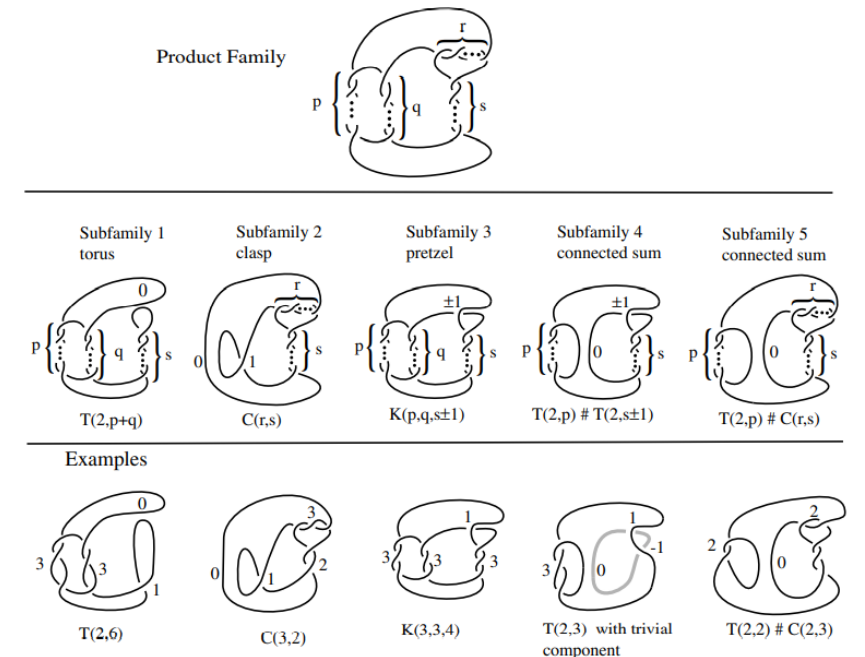 Product Family
r
p
q
s
Subfamily 1
torus
Subfamily 2
clasp
Subfamily 3
pretzel
Subfamily 4
connected sum
Subfamily 5
connected sum
0
p
q
s
T(2,p+q)
r
0
1
s
C(r,s)
±1
p
q
s
K(p,q,s±1)
±1
p
0
s
T(2,p) # T(2,s±1)
r
p
0
s
T(2,p) # C(r,s)
Examples
0
3
3
1
T(2,6)
3
0
1
2
C(3,2)
1
3
3
3
K(3,3,4)
1
3
0
-1
T(2,3) with trivial
component
2
2
0
T(2,2) # C(2,3)